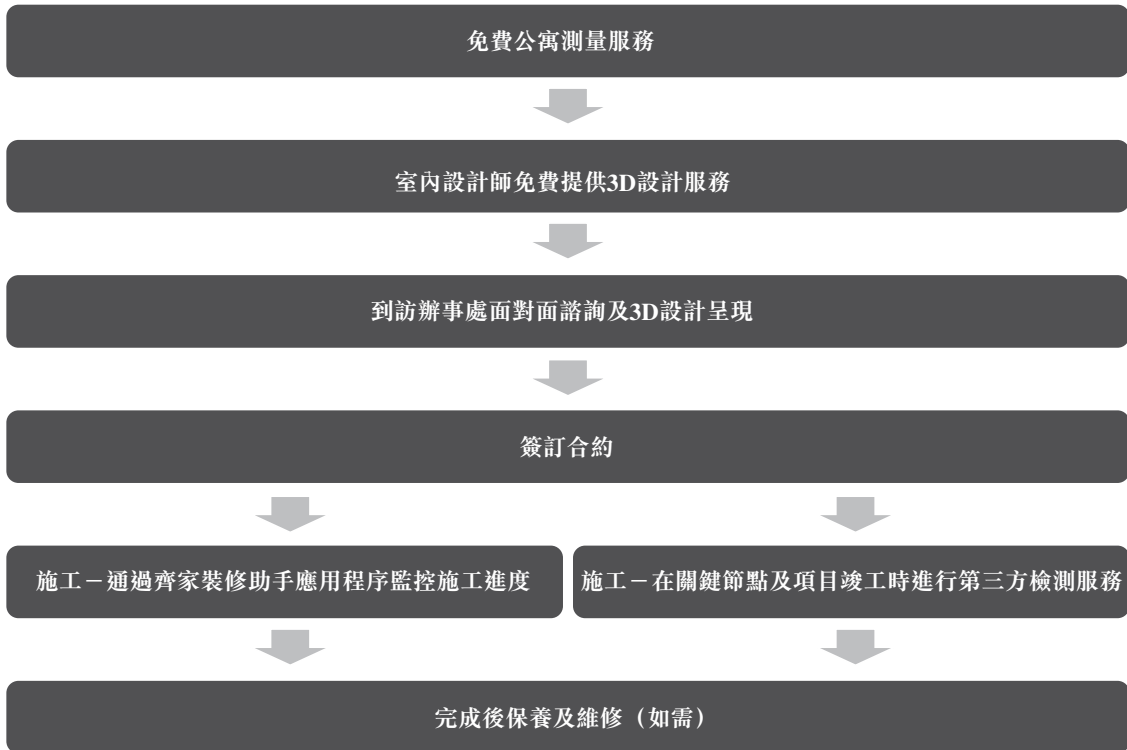 免費公寓測量服務
室內設計師免費提供3D設計服務
到訪辦事處面對面諮詢及3D設計呈現
簽訂合約
施工－通過齊家裝修助手應用程序監控施工進度
施工－在關鍵節點及項目竣工時進行第三方檢測服務
完成後保養及維修（如需）